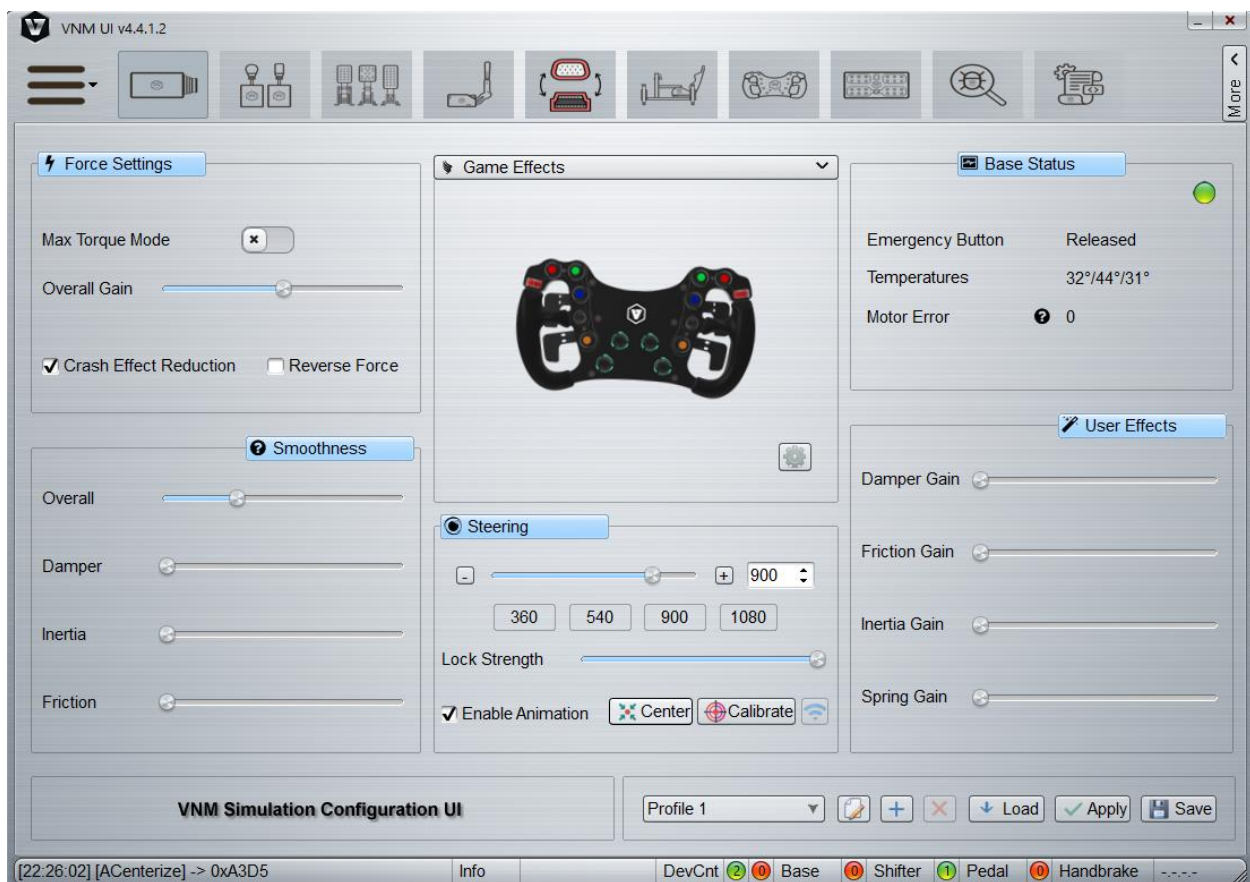 VNM UI v4.4.1.2
More
Force Settings
Max Torque Mode
Overall Gain
Crash Effect Reduction
Reverse Force
Smoothness
Overall
Damper
Inertia
Friction
Game Effects
Steering
-
+
900
360
540
900
1080
Lock Strength
Enable Animation
Center
Calibrate
Base Status
Emergency Button
Released
Temperatures
32°/44°/31°
Motor Error
0
User Effects
Damper Gain
Friction Gain
Inertia Gain
Spring Gain
VNM Simulation Configuration UI
Profile 1
Load
Apply
Save
[22:26:02] [ACenterize] -> 0xA3D5
Info
DevCnt 2 0 Base 0 Shifter 1 Pedal 0 Handbrake -.-.-.-